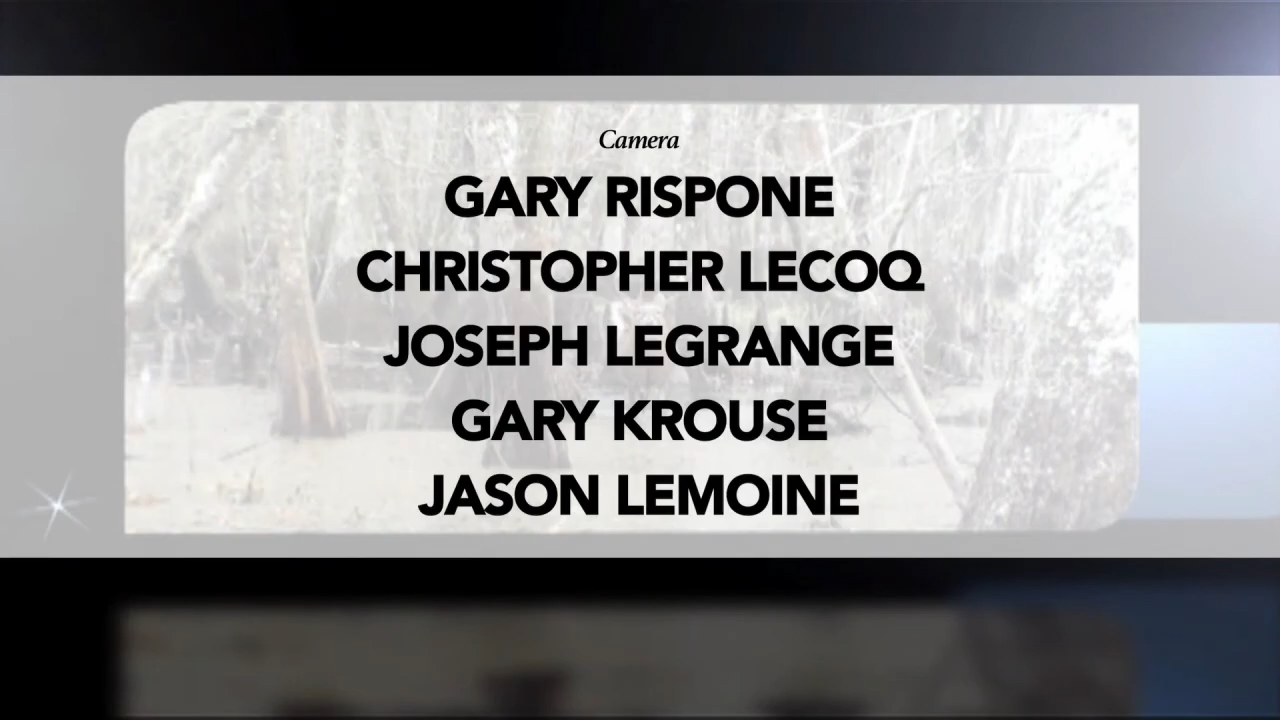 Camera
GARY RISPONE
CHRISTOPHER LECOQ
JOSEPH LEGRANGE
GARY KROUSE
JASON LEMOINE